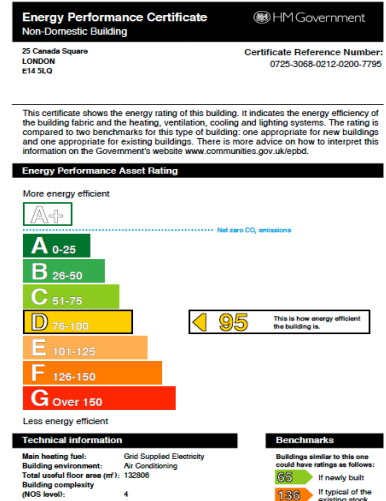 Energy Performance Certificate
HM Government
Non-Domestic Building
25 Canada Square
LONDON
E14 5LQ
Certificate Reference Number:
0725-3068-0212-0200-7795
This certificate shows the energy rating of this building. It indicates the energy efficiency of
the building fabric and the heating, ventilation, cooling and lighting systems. The rating is
compared to two benchmarks for this type of building: one appropriate for new buildings
and one appropriate for existing buildings. There is more advice on how to interpret this
information on the Government's website www.communities.gov.uk/epbd.
Energy Performance Asset Rating
More energy efficient
A+
Net zero CO₂ emissions
A 0-25
B 26-50
C 51-75
D 76-100
95
This is how energy efficient
the building is.
E 101-125
F 126-150
G Over 150
Less energy efficient
Technical information
Main heating fuel: Grid Supplied Electricity
Building environment: Air Conditioning
Total useful floor area (m²): 132806
Building complexity
(NOS level): 4
Benchmarks
Buildings similar to this one
could have ratings as follows:
65 If newly built
136 If typical of the
existing stock